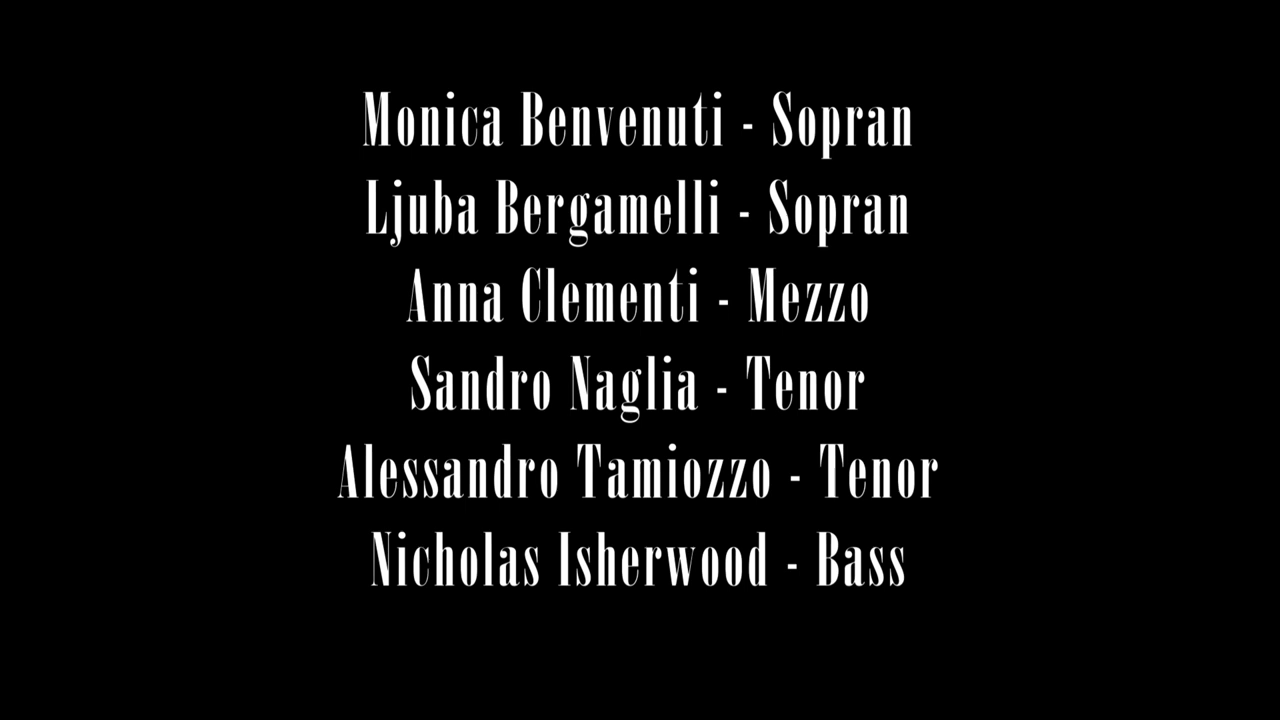 Monica Benvenuti - Sopran
Ljuba Bergamelli - Sopran
Anna Clementi - Mezzo
Sandro Naglia - Tenor
Alessandro Tamiozzo - Tenor
Nicholas Isherwood - Bass